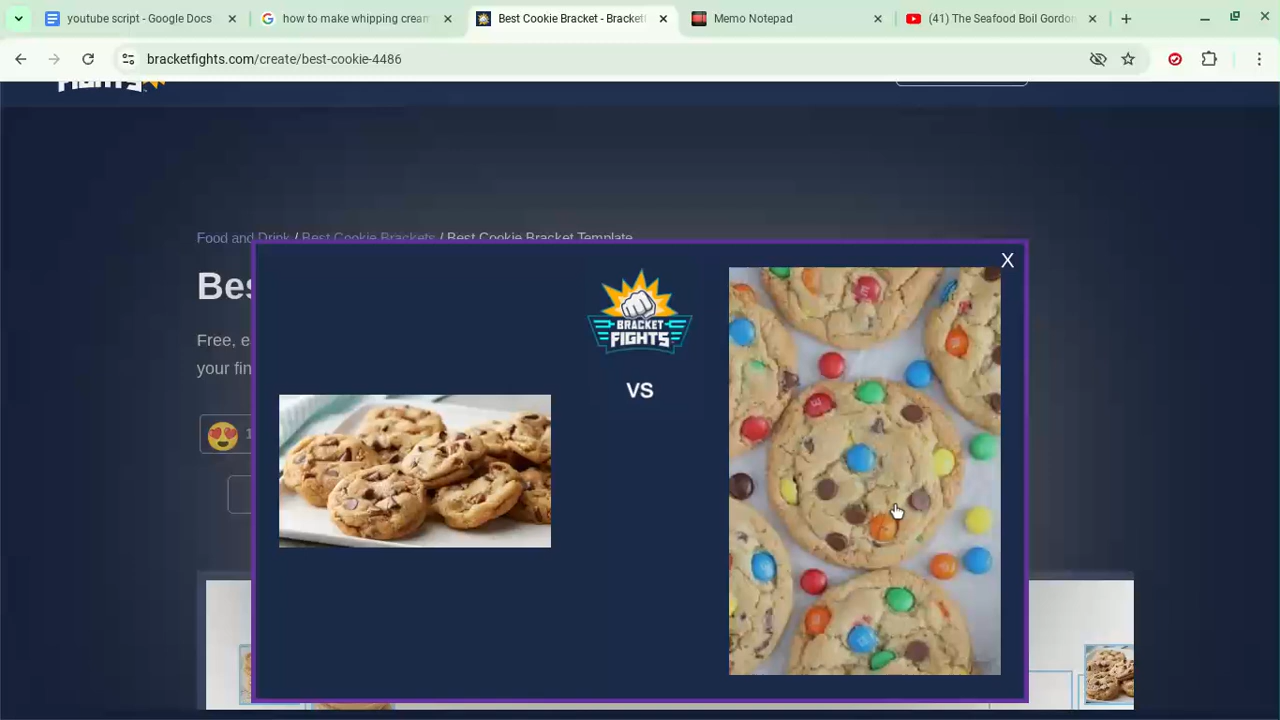 youtube script - Google Docs
how to make whipping cream
Best Cookie Bracket - BracketF
Memo Notepad
(41) The Seafood Boil Gordon
bracketfights.com/create/best-cookie-4486
FIGHTS
Food and Drink / Best Cookie Brackets / Best Cookie Bracket Template
Bes
X
Free, e
your fin
BRACKET
FIGHTS
VS